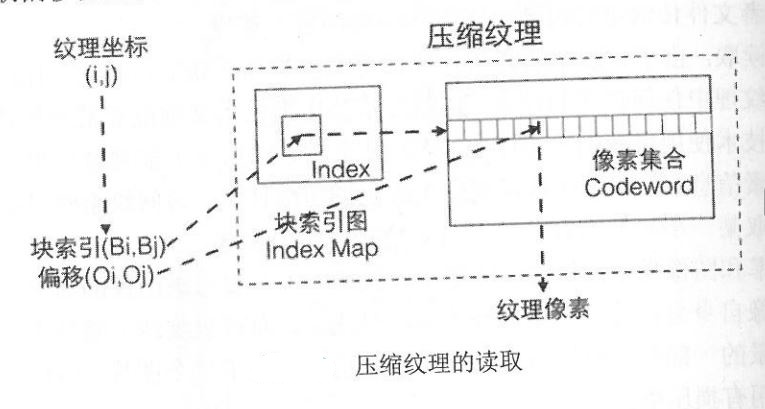 纹理坐标
(i,j)
压缩纹理
Index
像素集合
Codeword
块索引图
Index Map
块索引(Bi,Bj)
偏移(Oi,Oj)
纹理像素
压缩纹理的读取